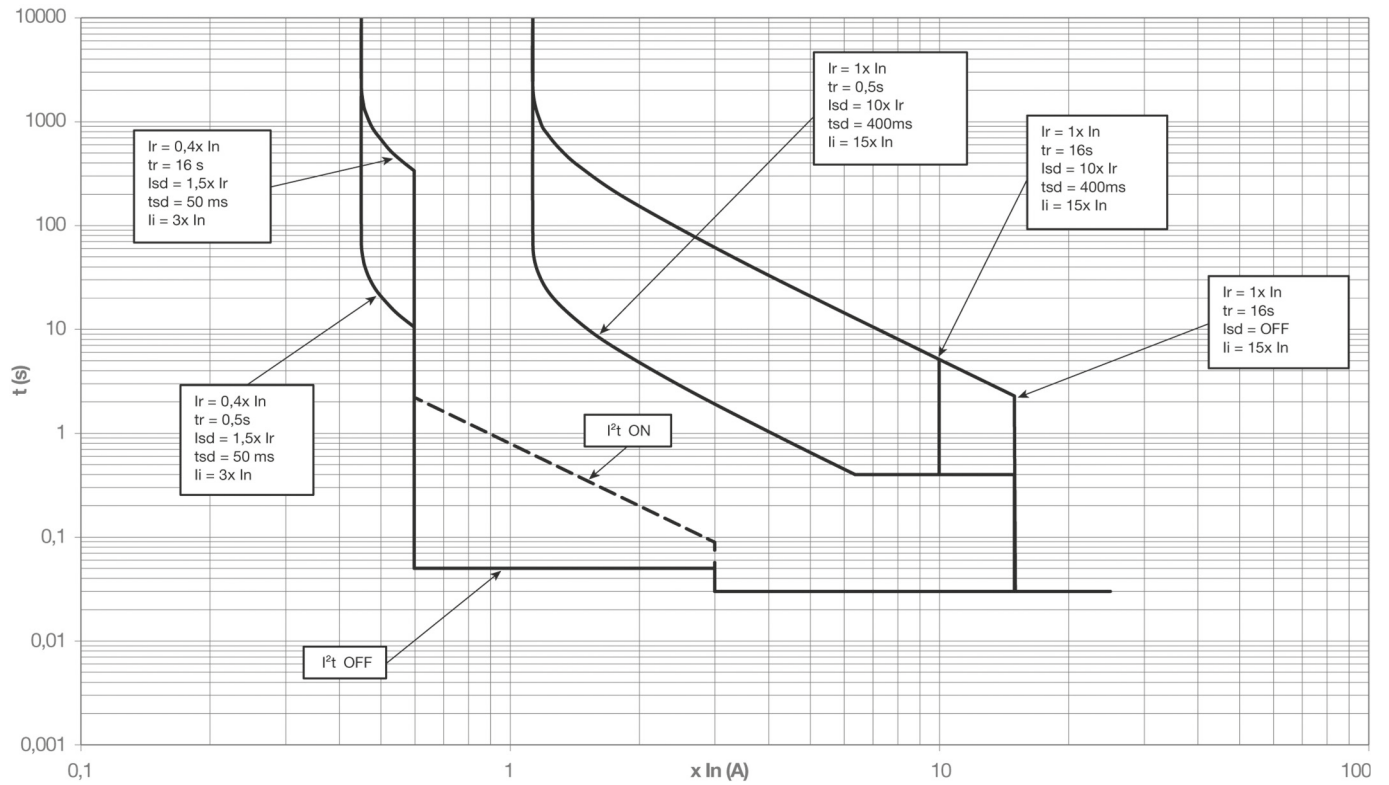 10000
1000
100
10
1
0,1
0,01
0,001
t (s)
0,1
1
10
100
x In (A)
Ir = 0,4x In
tr = 16 s
Isd = 1,5x Ir
tsd = 50 ms
Ii = 3x In
Ir = 0,4x In
tr = 0,5s
Isd = 1,5x Ir
tsd = 50 ms
Ii = 3x In
Ir = 1x In
tr = 0,5s
Isd = 10x Ir
tsd = 400ms
Ii = 15x In
Ir = 1x In
tr = 16s
Isd = 10x Ir
tsd = 400ms
Ii = 15x In
Ir = 1x In
tr = 16s
Isd = OFF
Ii = 15x In
I²t ON
I²t OFF